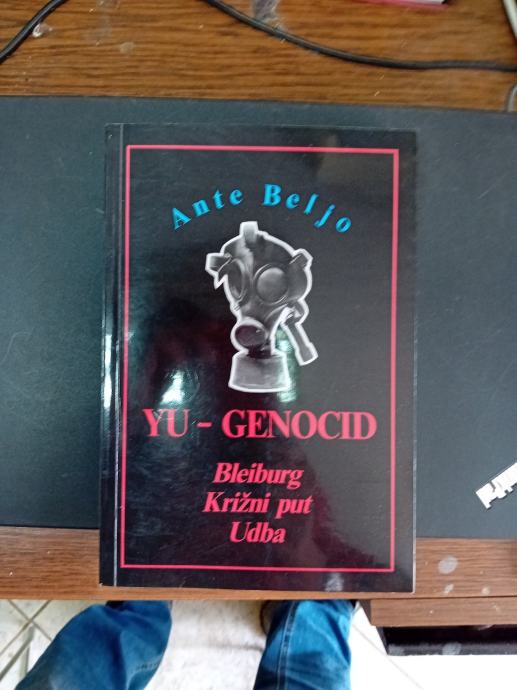 Ante Beljo
YU - GENOCID
Bleiburg
Križni put
Udba